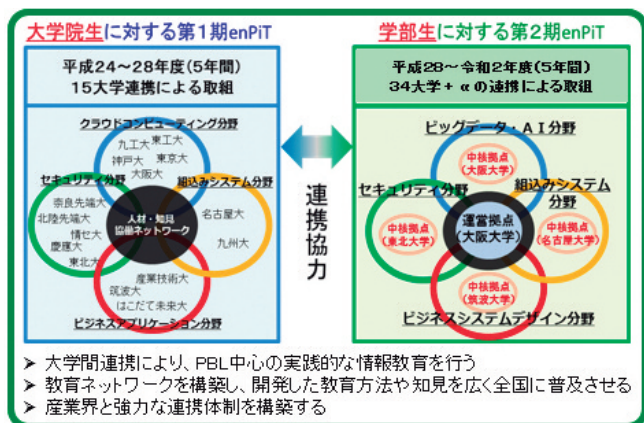 大学院生に対する第1期enPiT
平成24～28年度(5年間)
15大学連携による取組
クラウドコンピューティング分野
九工大 東工大
神戸大 東京大
大阪大
セキュリティ分野
奈良先端大
北陸先端大
情セ大
慶應大
東北大
組込みシステム分野
名古屋大
九州大
人材・知見
協働ネットワーク
産業技術大
筑波大
はこだて未来大
ビジネスアプリケーション分野
連携協力
学部生に対する第2期enPiT
平成28～令和2年度(5年間)
34大学+αの連携による取組
ビッグデータ・AI分野
中核拠点
(大阪大学)
セキュリティ分野
中核拠点
(東北大学)
組込みシステム
分野
中核拠点
(名古屋大学)
運営拠点
(大阪大学)
中核拠点
(筑波大学)
ビジネスシステムデザイン分野
➢ 大学間連携により、PBL中心の実践的な情報教育を行う
➢ 教育ネットワークを構築し、開発した教育方法や知見を広く全国に普及させる
➢ 産業界と強力な連携体制を構築する